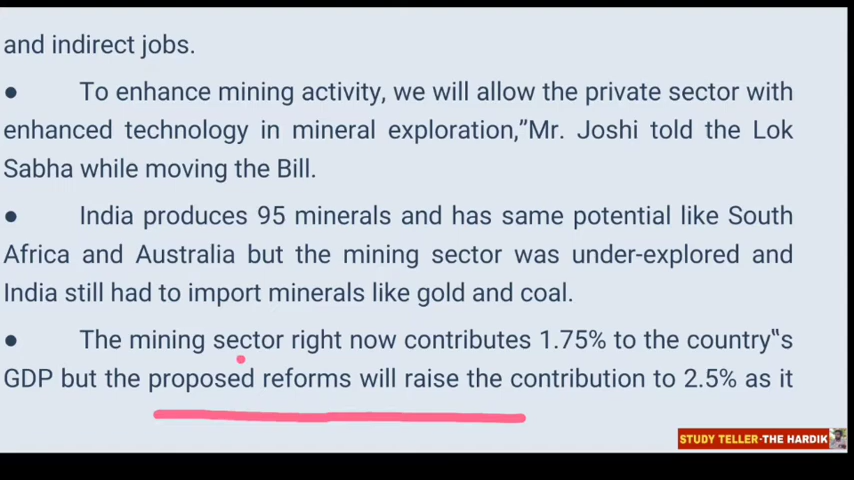 and indirect jobs.
● To enhance mining activity, we will allow the private sector with
enhanced technology in mineral exploration,”Mr. Joshi told the Lok
Sabha while moving the Bill.
● India produces 95 minerals and has same potential like South
Africa and Australia but the mining sector was under-explored and
India still had to import minerals like gold and coal.
● The mining sector right now contributes 1.75% to the country‟s
GDP but the proposed reforms will raise the contribution to 2.5% as it
STUDY TELLER-THE HARDIK